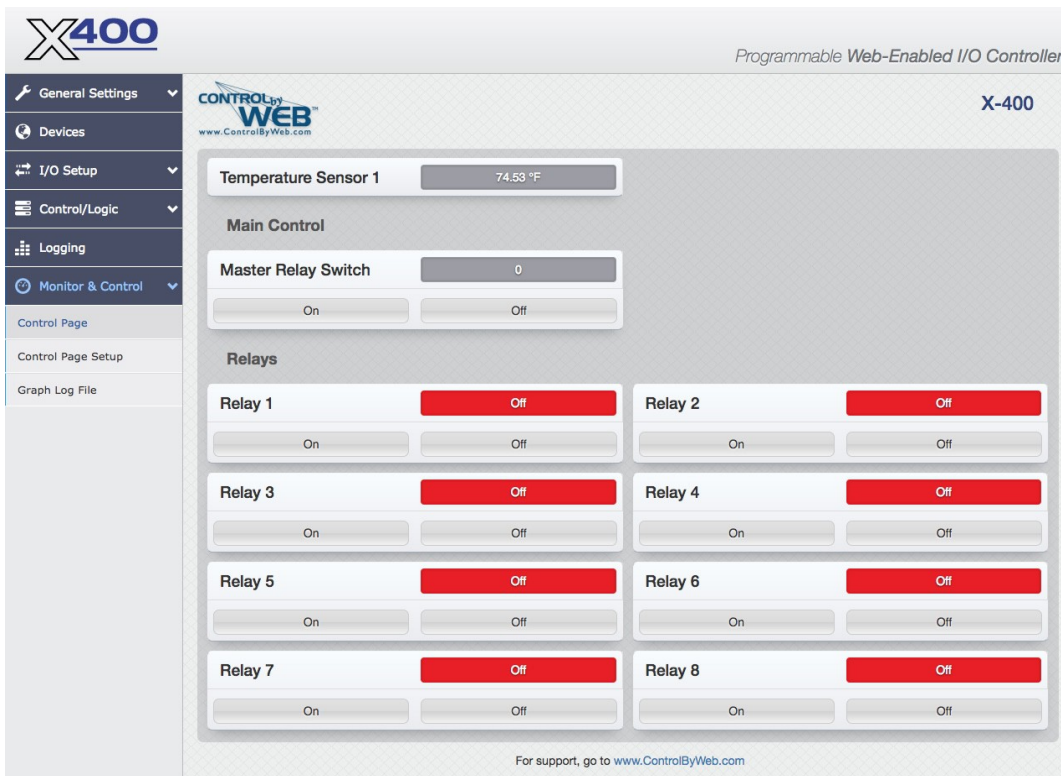 X400
Programmable Web-Enabled I/O Controller
General Settings
Devices
I/O Setup
Control/Logic
Logging
Monitor & Control
Control Page
Control Page Setup
Graph Log File
CONTROL by
WEB™
www.ControlByWeb.com
X-400
Temperature Sensor 1 74.53 °F
Main Control
Master Relay Switch 0
On Off
Relays
Relay 1 Off Relay 2 Off
On Off On Off
Relay 3 Off Relay 4 Off
On Off On Off
Relay 5 Off Relay 6 Off
On Off On Off
Relay 7 Off Relay 8 Off
On Off On Off
For support, go to www.ControlByWeb.com